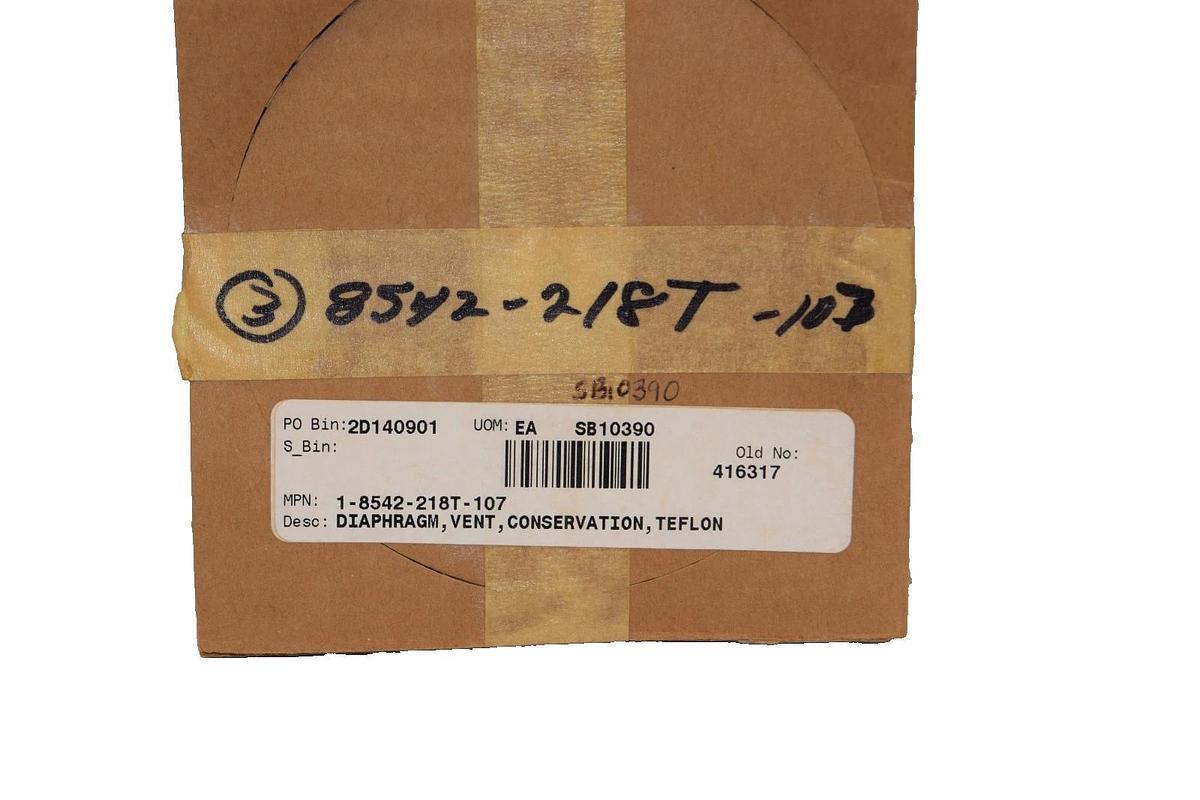 3 8542-218T -103
SB10390
PO Bin:2D140901 UOM: EA SB10390
S_Bin:
Old No:
416317
MPN: 1-8542-218T-107
Desc: DIAPHRAGM,VENT,CONSERVATION,TEFLON